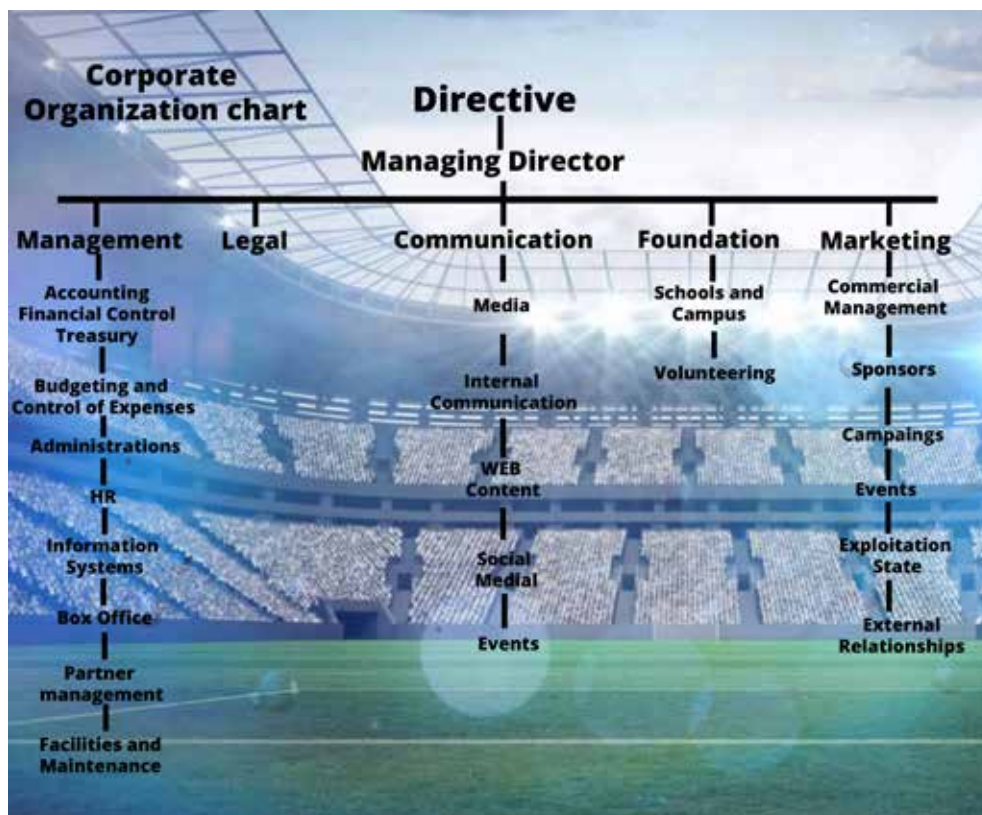 Corporate
Organization chart
Directive
Managing Director
Management
Legal
Communication
Foundation
Marketing
Accounting
Financial Control
Treasury
Budgeting and
Control of Expenses
Administrations
HR
Information
Systems
Box Office
Partner
management
Facilities and
Maintenance
Media
Internal
Communication
WEB
Content
Social
Medial
Events
Schools and
Campus
Volunteering
Commercial
Management
Sponsors
Campaings
Events
Exploitation
State
External
Relationships